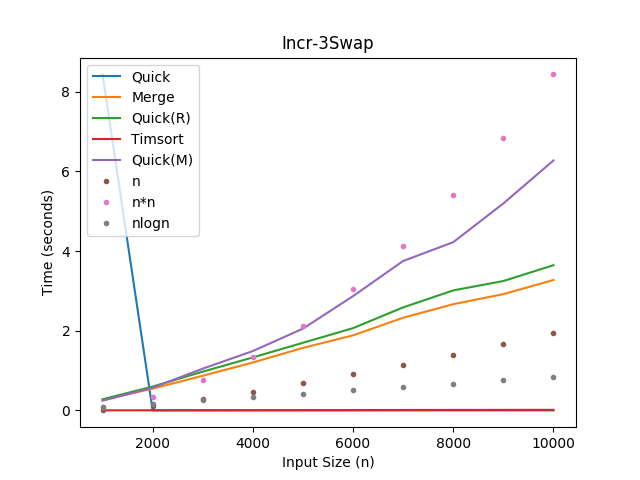 Incr-3Swap
Time (seconds)
8
6
4
2
0
Quick
Merge
Quick(R)
Timsort
Quick(M)
n
n*n
nlogn
2000 4000 6000 8000 10000
Input Size (n)